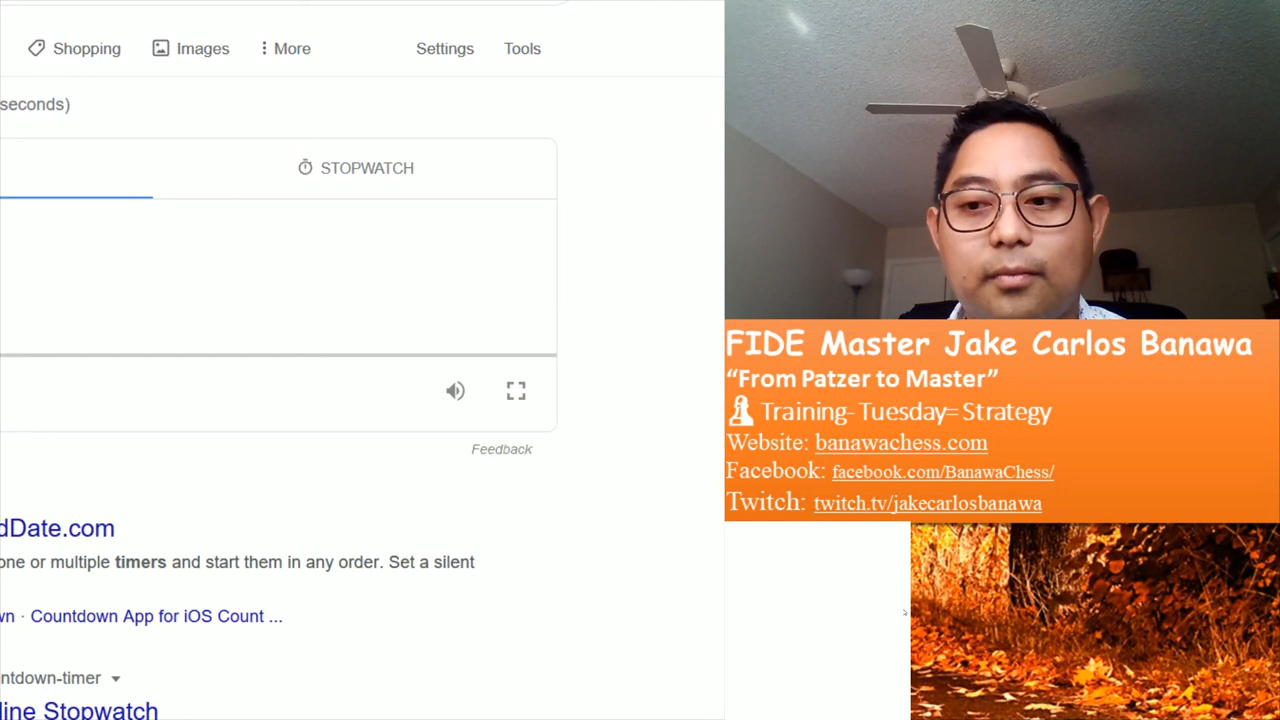 Shopping Images More Settings Tools
seconds)
STOPWATCH
Feedback
dDate.com
one or multiple timers and start them in any order. Set a silent
wn · Countdown App for iOS Count ...
ntdown-timer
line Stopwatch
FIDE Master Jake Carlos Banawa
“From Patzer to Master”
Training-Tuesday=Strategy
Website: banawachess.com
Facebook: facebook.com/BanawaChess/
Twitch: twitch.tv/jakecarlosbanawa